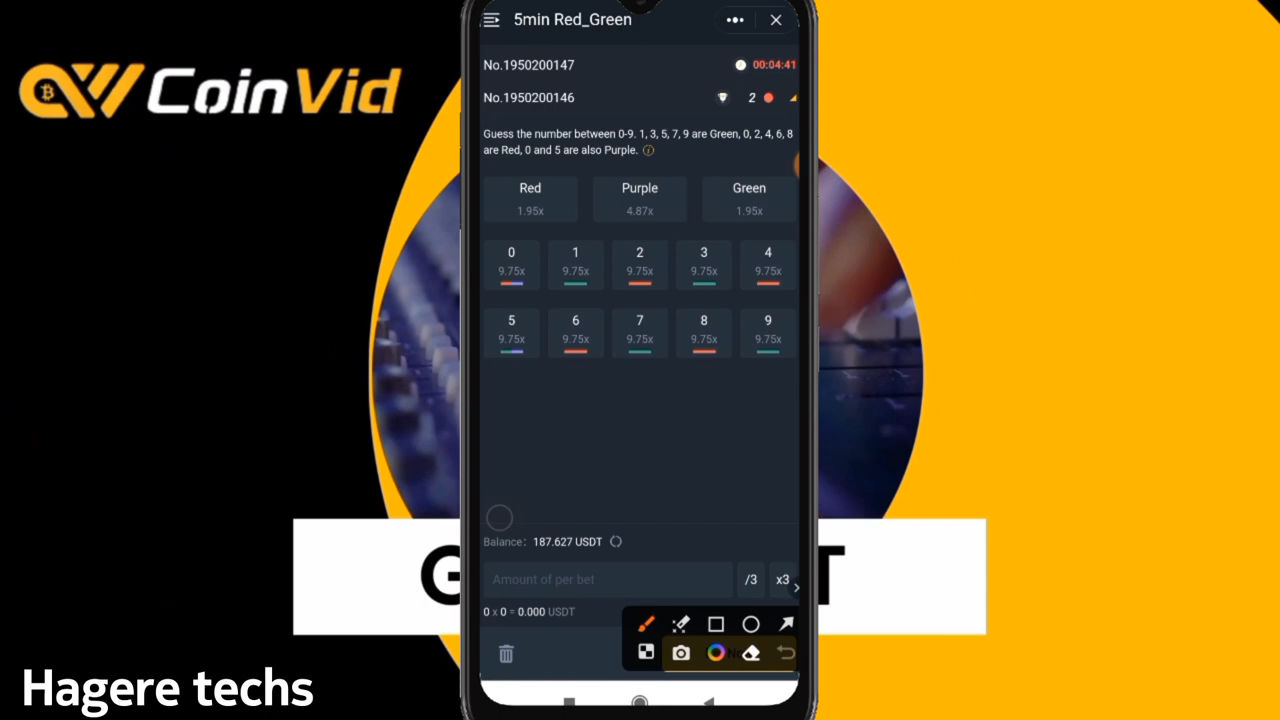 CoinVid
5min Red_Green
No.1950200147
00:04:41
No.1950200146
2
Guess the number between 0-9. 1, 3, 5, 7, 9 are Green, 0, 2, 4, 6, 8
are Red, 0 and 5 are also Purple.
Red
Purple
Green
1.95x
4.87x
1.95x
0
1
2
3
4
9.75x
9.75x
9.75x
9.75x
9.75x
5
6
7
8
9
9.75x
9.75x
9.75x
9.75x
9.75x
Balance: 187.627 USDT
Amount of per bet
/3
x3
0 x 0 = 0.000 USDT
Hagere techs